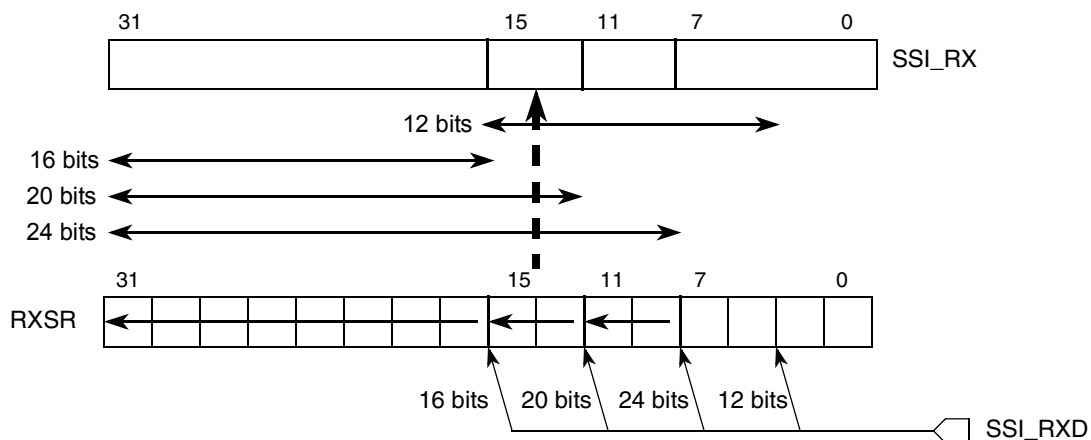 31 15 11 7 0
SSI_RX
12 bits
16 bits
20 bits
24 bits
31 15 11 7 0
RXSR
16 bits 20 bits 24 bits 12 bits
SSI_RXD